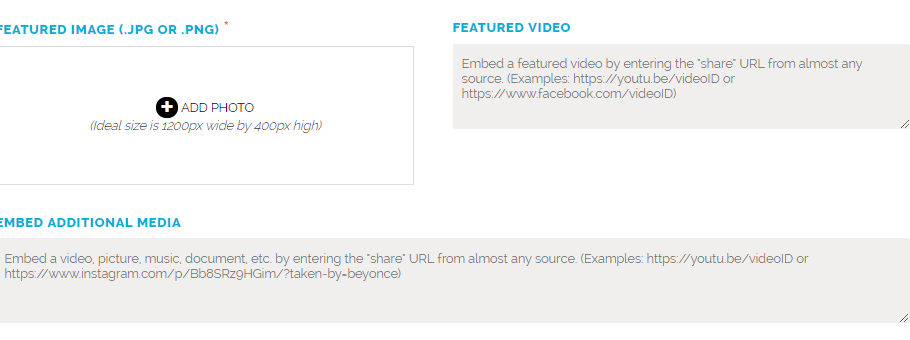 FEATURED IMAGE (.JPG OR .PNG) *
ADD PHOTO
(Ideal size is 1200px wide by 400px high)
FEATURED VIDEO
Embed a featured video by entering the "share" URL from almost any
source. (Examples: https://youtu.be/videoID or
https://www.facebook.com/videoID)
EMBED ADDITIONAL MEDIA
Embed a video, picture, music, document, etc. by entering the "share" URL from almost any source. (Examples: https://youtu.be/videoID or
https://www.instagram.com/p/Bb8SRz9HGim/?taken-by=beyonce)